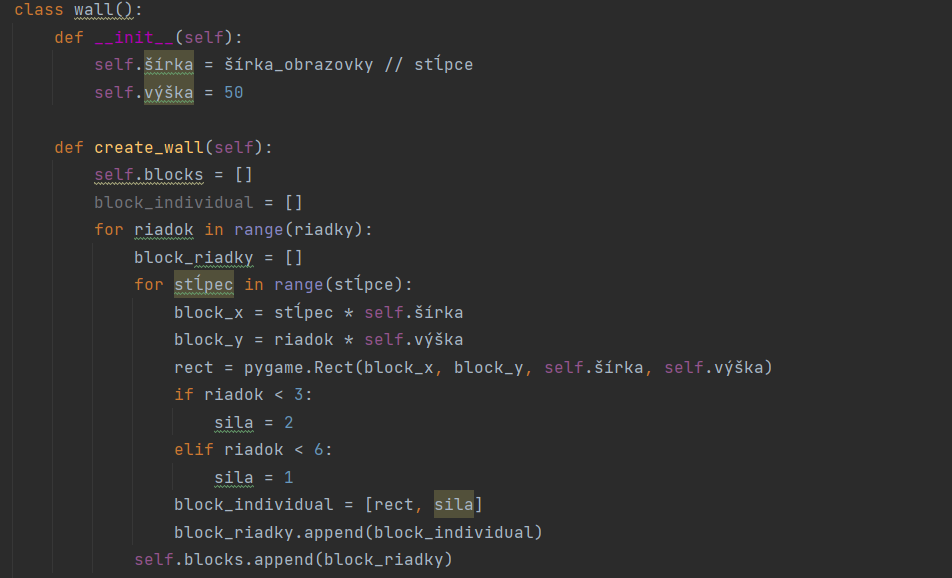 class wall():
    def __init__(self):
        self.šírka = šírka_obrazovky // stĺpce
        self.výška = 50

    def create_wall(self):
        self.blocks = []
        block_individual = []
        for riadok in range(riadky):
            block_riadky = []
            for stĺpec in range(stĺpce):
                block_x = stĺpec * self.šírka
                block_y = riadok * self.výška
                rect = pygame.Rect(block_x, block_y, self.šírka, self.výška)
                if riadok < 3:
                    sila = 2
                elif riadok < 6:
                    sila = 1
                block_individual = [rect, sila]
                block_riadky.append(block_individual)
            self.blocks.append(block_riadky)